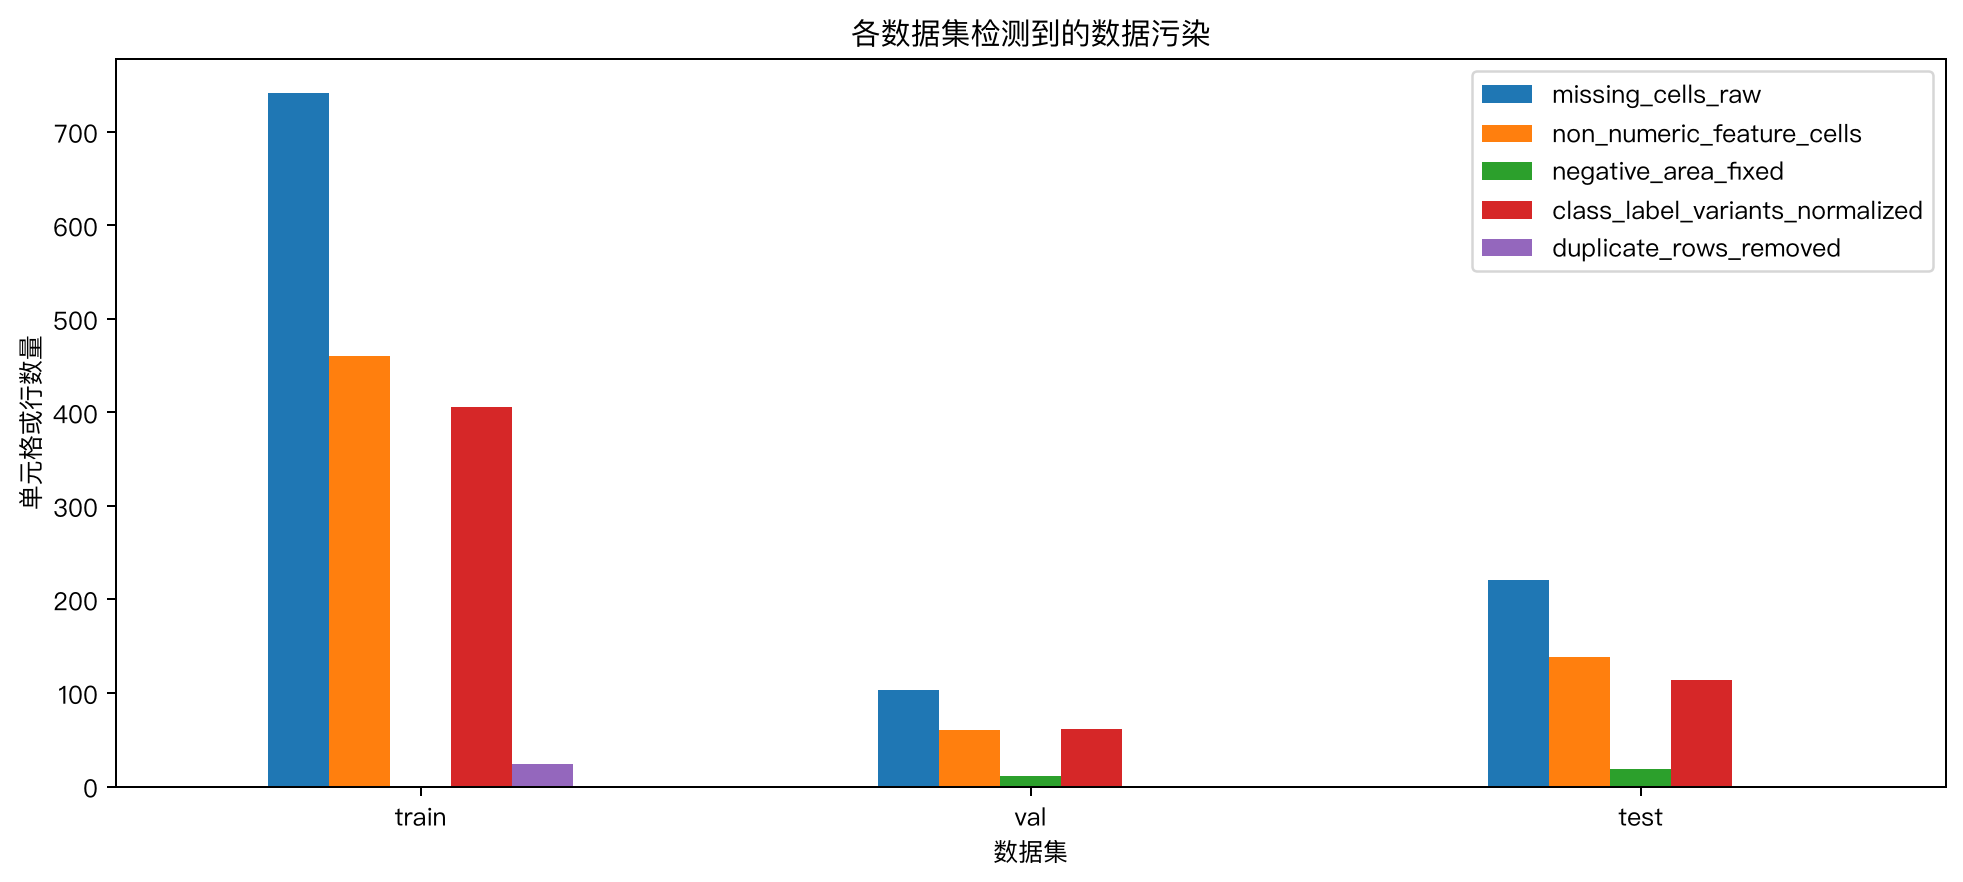 各数据集检测到的数据污染
missing_cells_raw
non_numeric_feature_cells
negative_area_fixed
class_label_variants_normalized
duplicate_rows_removed
单元格或行数量
700
600
500
400
300
200
100
0
train
val
test
数据集